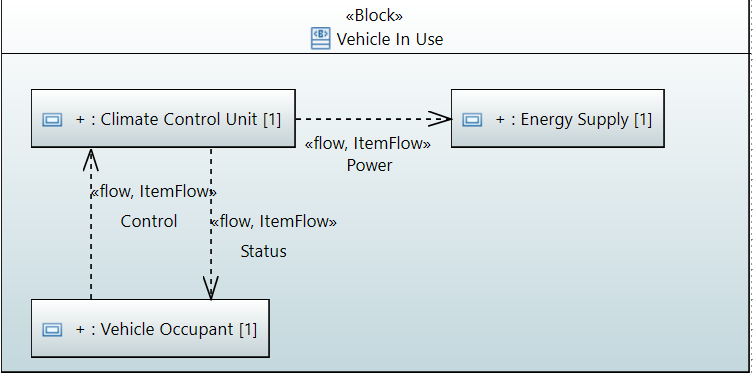 «Block»
Vehicle In Use
+ : Climate Control Unit [1]
+ : Energy Supply [1]
«flow, ItemFlow»
Power
«flow, ItemFlow»
Control
«flow, ItemFlow»
Status
+ : Vehicle Occupant [1]